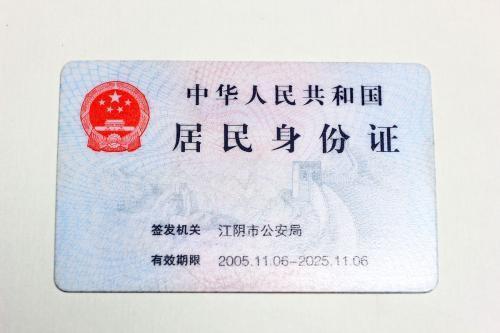 中华人民共和国
居民身份证
签发机关 江阴市公安局
有效期限 2005.11.06-2025.11.06